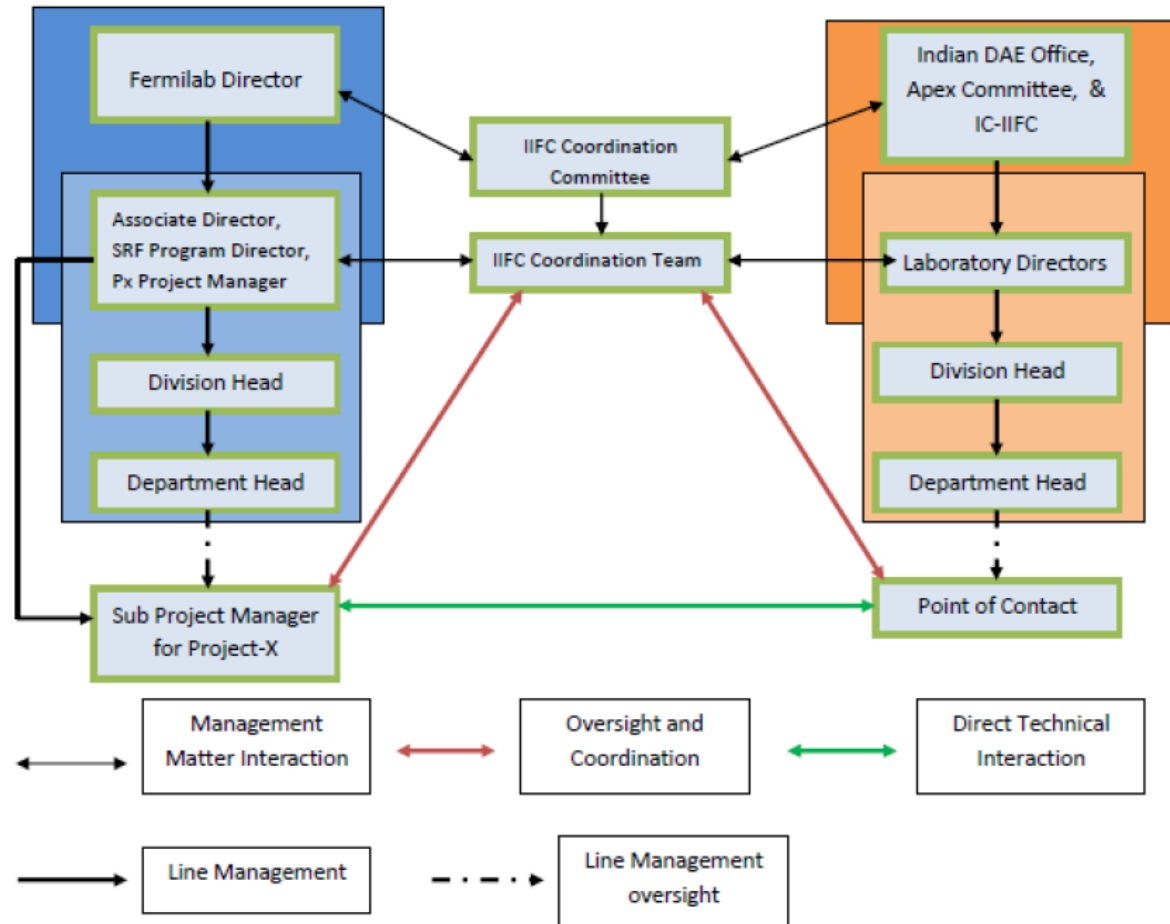 Fermilab Director
Indian DAE Office,
Apex Committee, &
IC-IIFC
IIFC Coordination
Committee
Associate Director,
SRF Program Director,
Px Project Manager
IIFC Coordination Team
Laboratory Directors
Division Head
Division Head
Department Head
Department Head
Sub Project Manager
for Project-X
Point of Contact
Management
Matter Interaction
Oversight and
Coordination
Direct Technical
Interaction
Line Management
Line Management
oversight